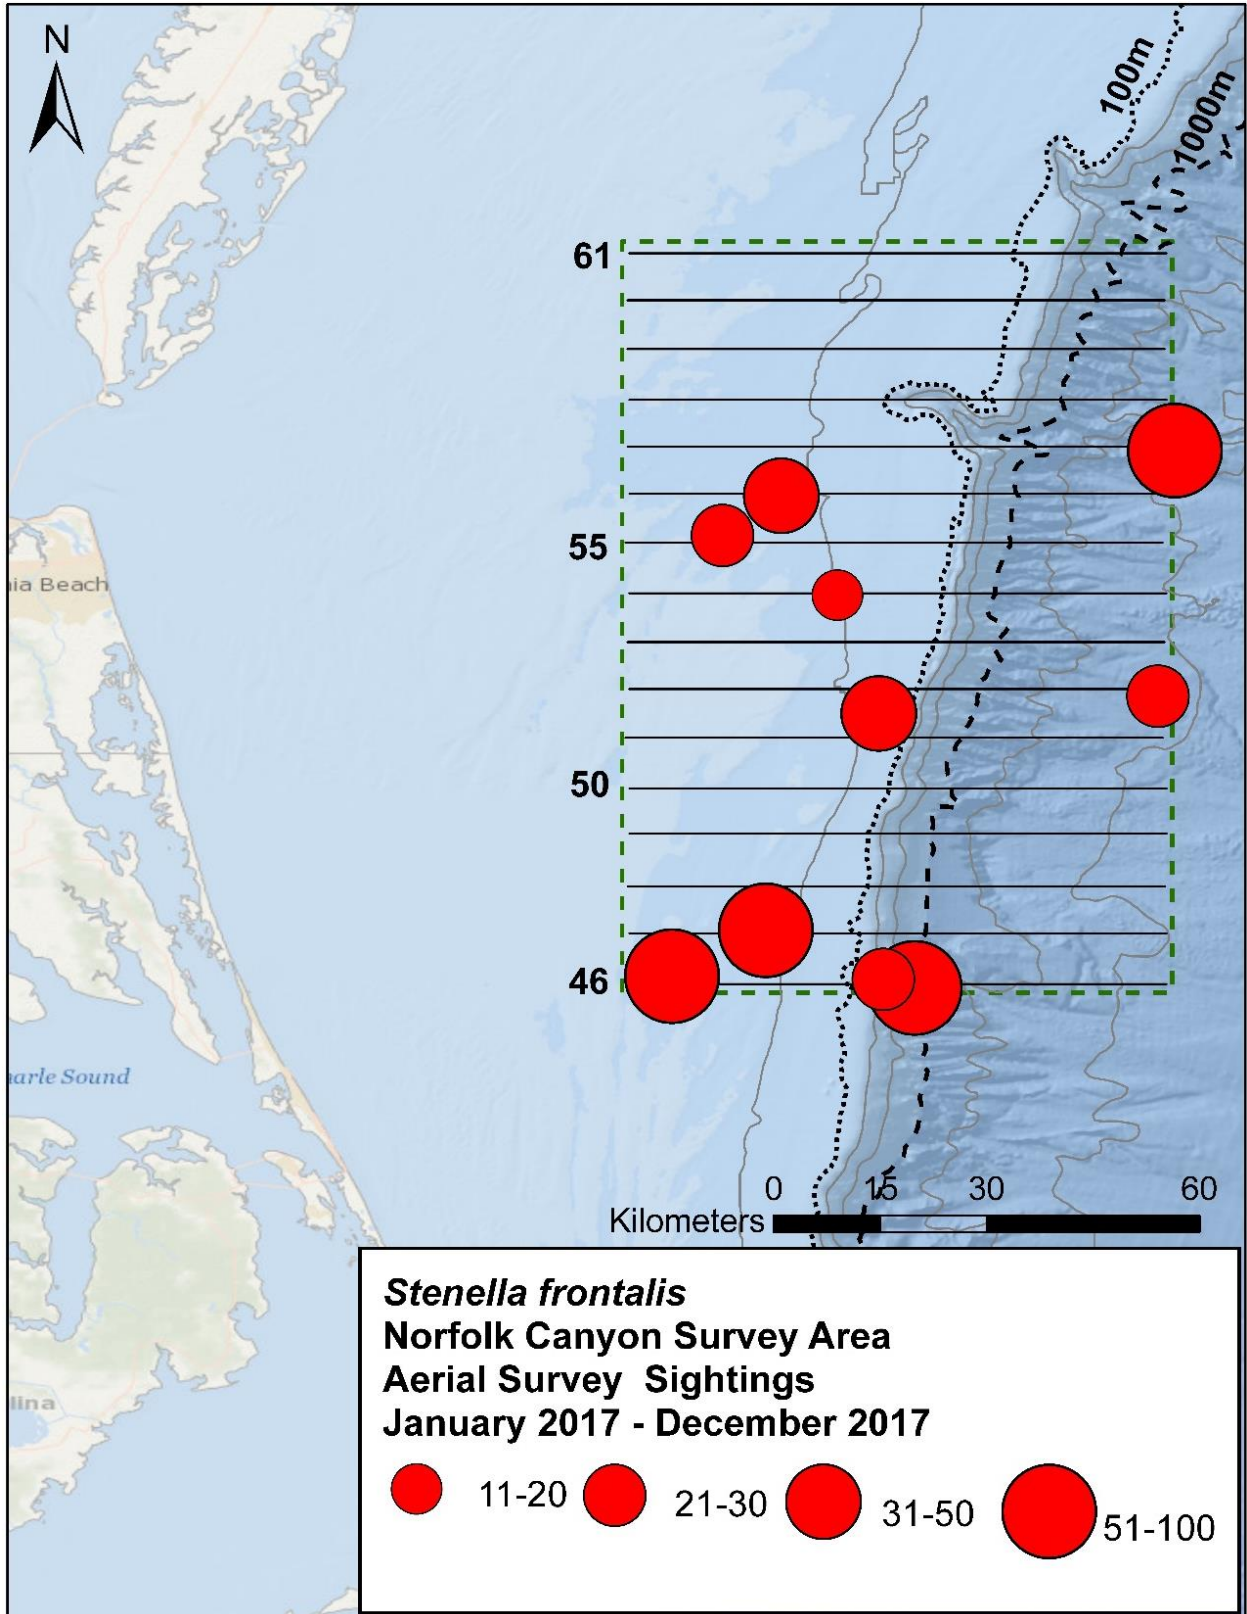 N
100m
1000m
61
55
nia Beach
50
46
arle Sound
0 15 30 60
Kilometers
lina
Stenella frontalis
Norfolk Canyon Survey Area
Aerial Survey Sightings
January 2017 - December 2017
11-20 21-30 31-50 51-100